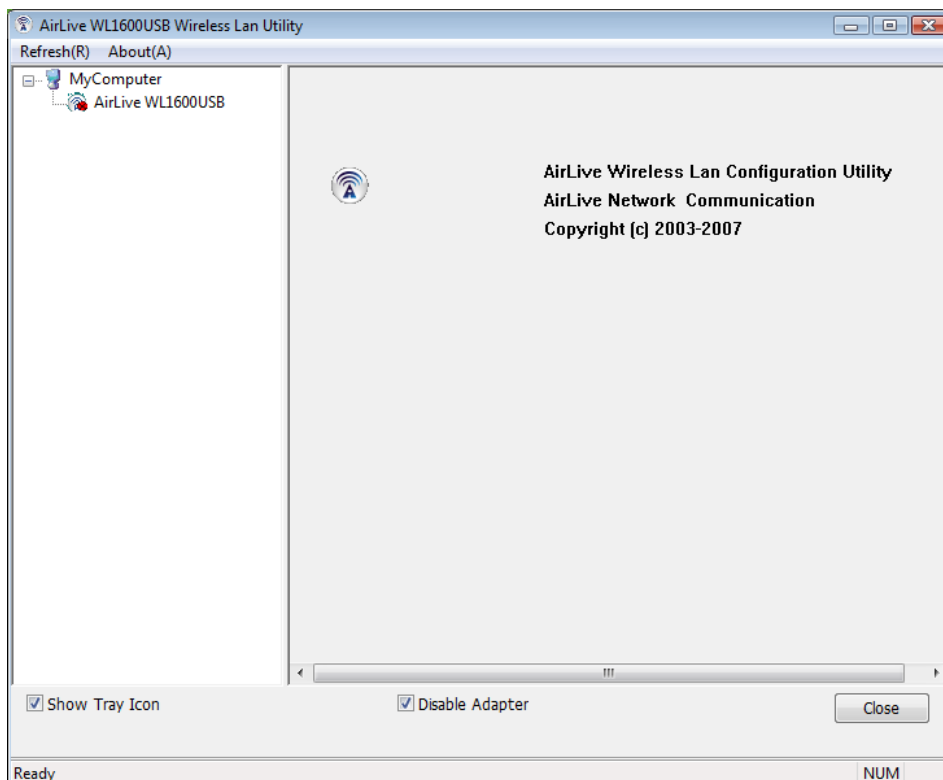 AirLive WL1600USB Wireless Lan Utility
Refresh(R) About(A)
MyComputer
AirLive WL1600USB
AirLive Wireless Lan Configuration Utility
AirLive Network Communication
Copyright (c) 2003-2007
Show Tray Icon
Disable Adapter
Close
Ready
NUM